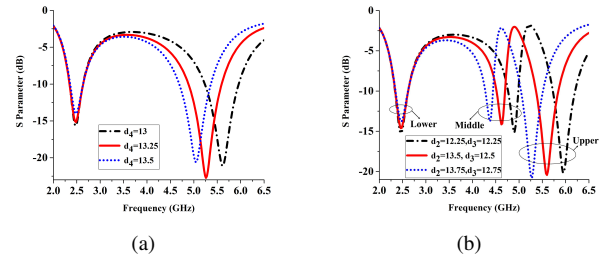 (a)
(b)
S Parameter (dB)
0
-5
-10
-15
-20
d4=13
d4=13.25
d4=13.5
2.0 2.5 3.0 3.5 4.0 4.5 5.0 5.5 6.0 6.5
Frequency (GHz)
(a)
S Parameter (dB)
0
-5
-10
-15
-20
Lower
Middle
Upper
d2=12.25,d3=12.25
d2=13.5, d3=12.5
d2=13.75,d3=12.75
2.0 2.5 3.0 3.5 4.0 4.5 5.0 5.5 6.0 6.5
Frequency (GHz)
(b)